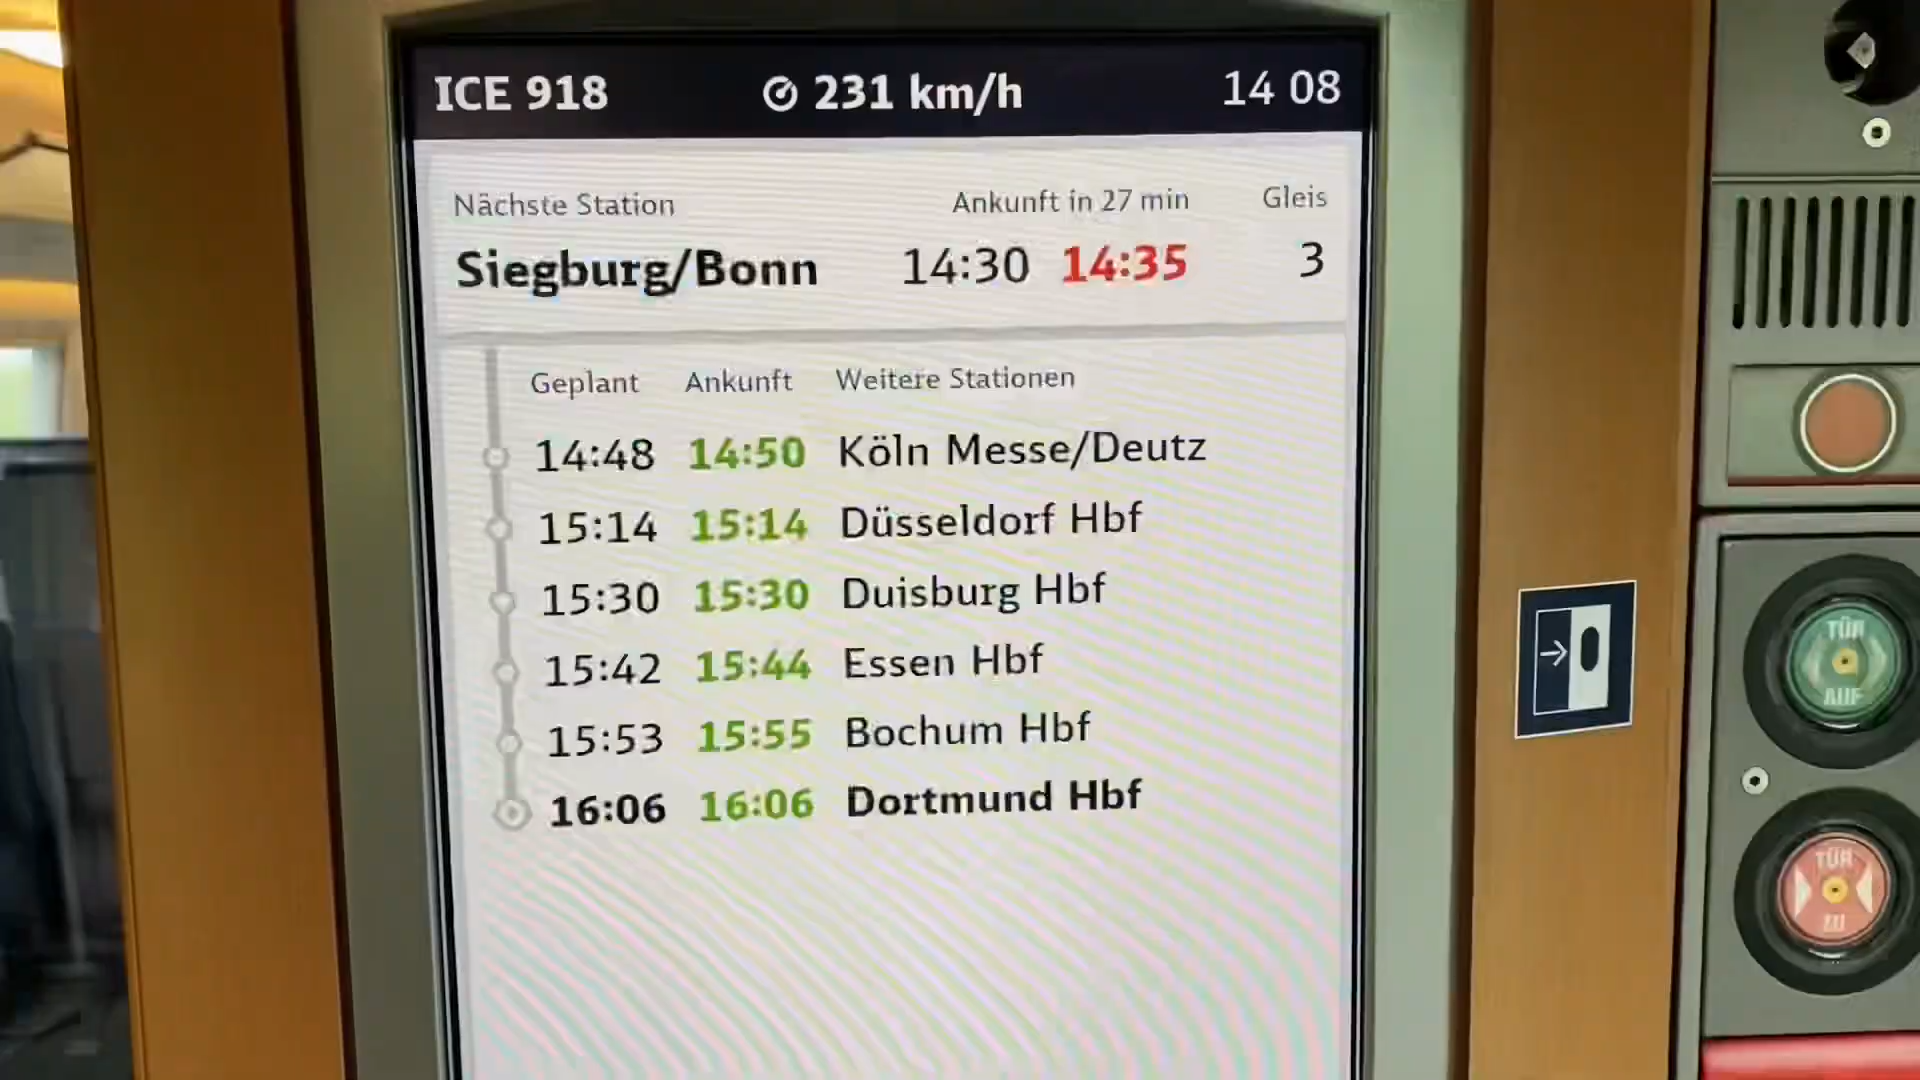 ICE 918 231 km/h 14 08
Nächste Station Ankunft in 27 min Gleis
Siegburg/Bonn 14:30 14:35 3
Geplant Ankunft Weitere Stationen
14:48 14:50 Köln Messe/Deutz
15:14 15:14 Düsseldorf Hbf
15:30 15:30 Duisburg Hbf
15:42 15:44 Essen Hbf
15:53 15:55 Bochum Hbf
16:06 16:06 Dortmund Hbf
TÜR
AUF
TÜR